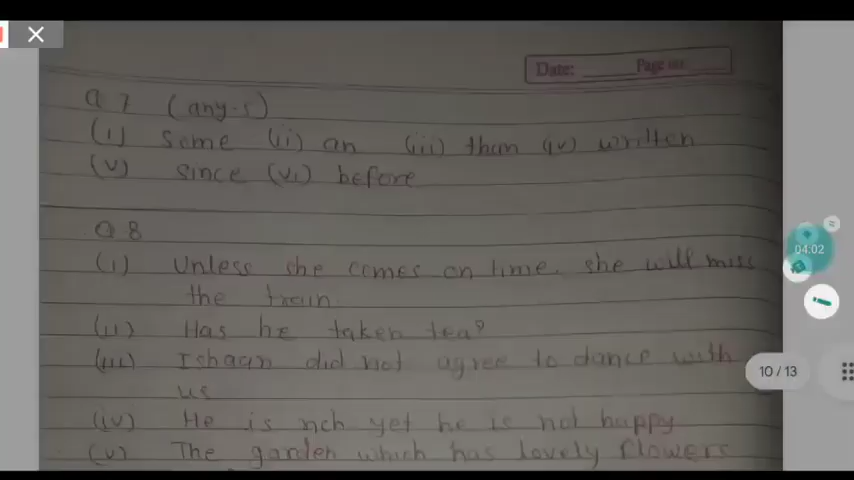 Date: Page no.
Q 7 (any-5)
(i) Some (ii) an (iii) than (iv) written
(v) since (vi) before
Q 8
(i) Unless she comes on time, she will miss
the train
(ii) Has he taken tea?
(iii) Ishaan did not agree to dance with
us
(iv) He is rich yet he is not happy
(v) The garden which has lovely flowers
04:02
10 / 13